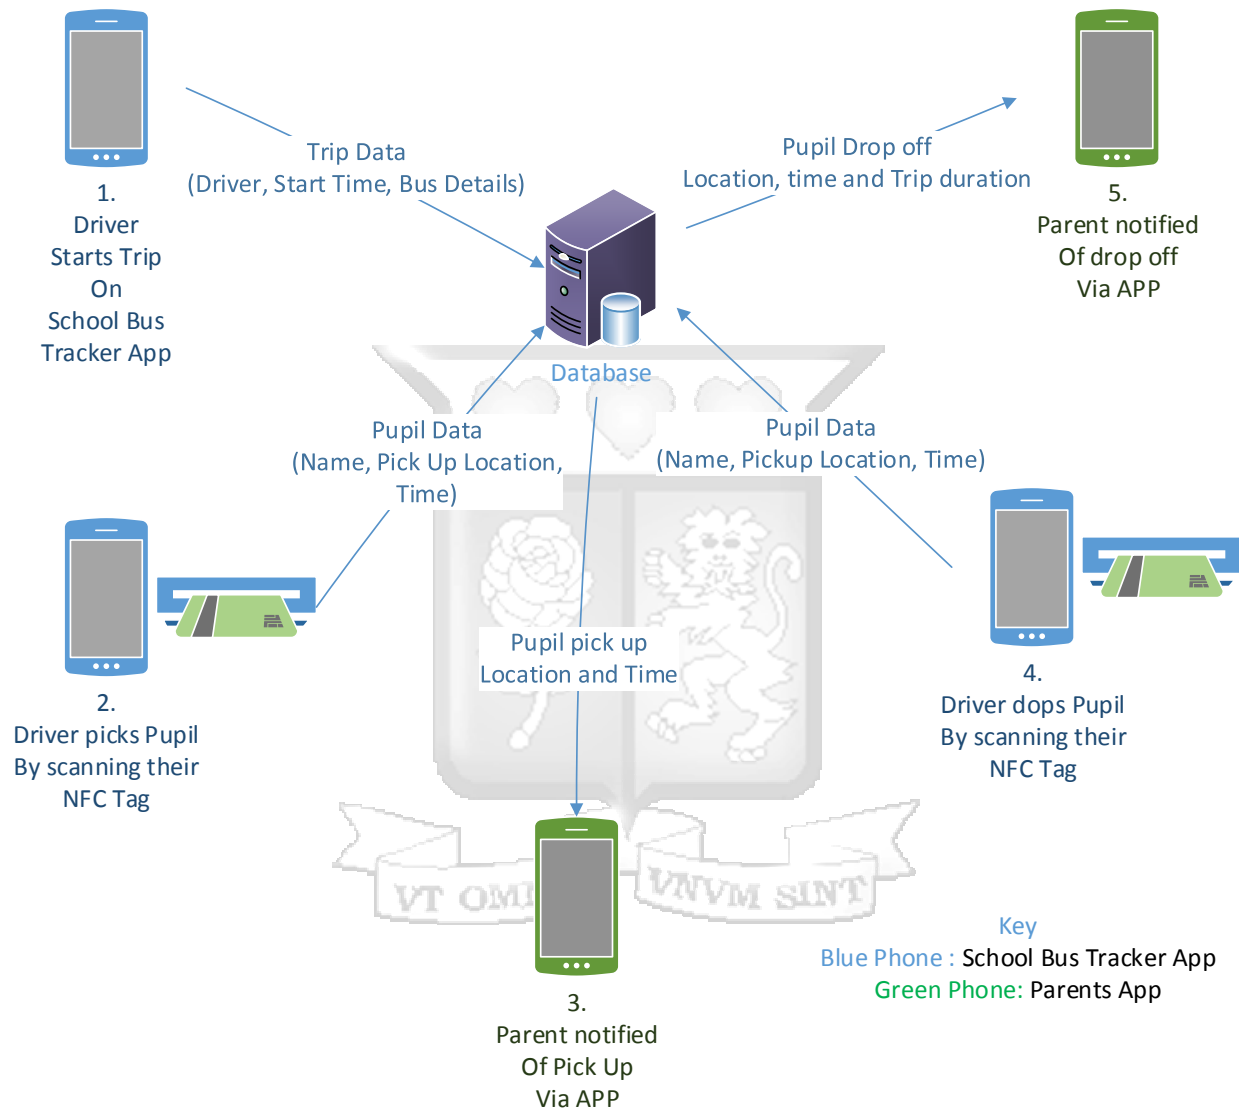 Trip Data
(Driver, Start Time, Bus Details)
Pupil Drop off
Location, time and Trip duration
1.
Driver
Starts Trip
On
School Bus
Tracker App
5.
Parent notified
Of drop off
Via APP
Database
Pupil Data
(Name, Pick Up Location,
Time)
Pupil Data
(Name, Pickup Location, Time)
Pupil pick up
Location and Time
2.
Driver picks Pupil
By scanning their
NFC Tag
4.
Driver dops Pupil
By scanning their
NFC Tag
VT OM
VNVM SINT
3.
Parent notified
Of Pick Up
Via APP
Key
Blue Phone : School Bus Tracker App
Green Phone: Parents App